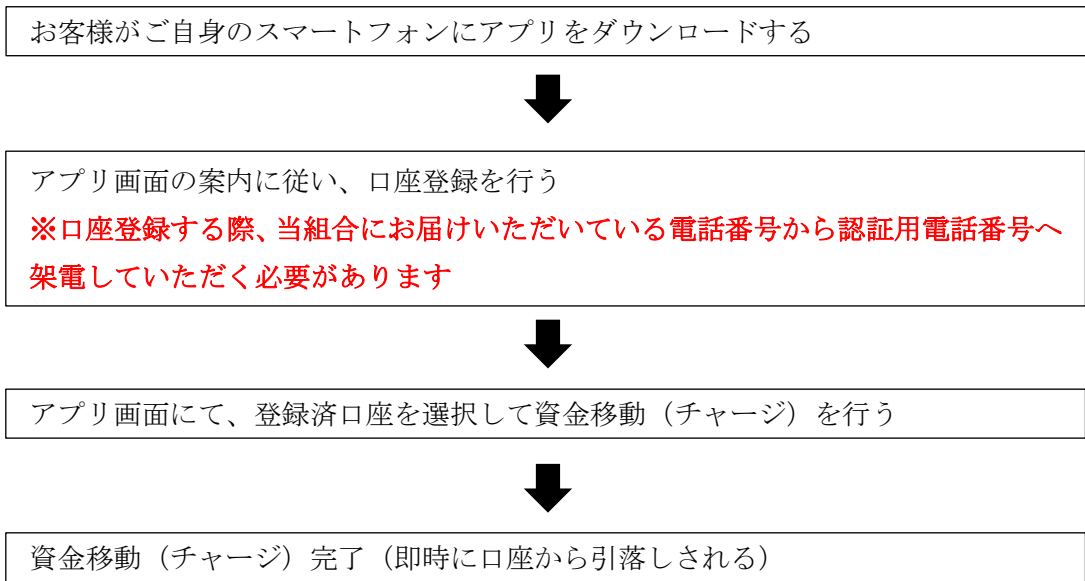 お客様がご自身のスマートフォンにアプリをダウンロードする
アプリ画面の案内に従い、口座登録を行う
※口座登録する際、当組合にお届けいただいている電話番号から認証用電話番号へ
架電していただく必要があります
アプリ画面にて、登録済口座を選択して資金移動（チャージ）を行う
資金移動（チャージ）完了（即時に口座から引落しされる）